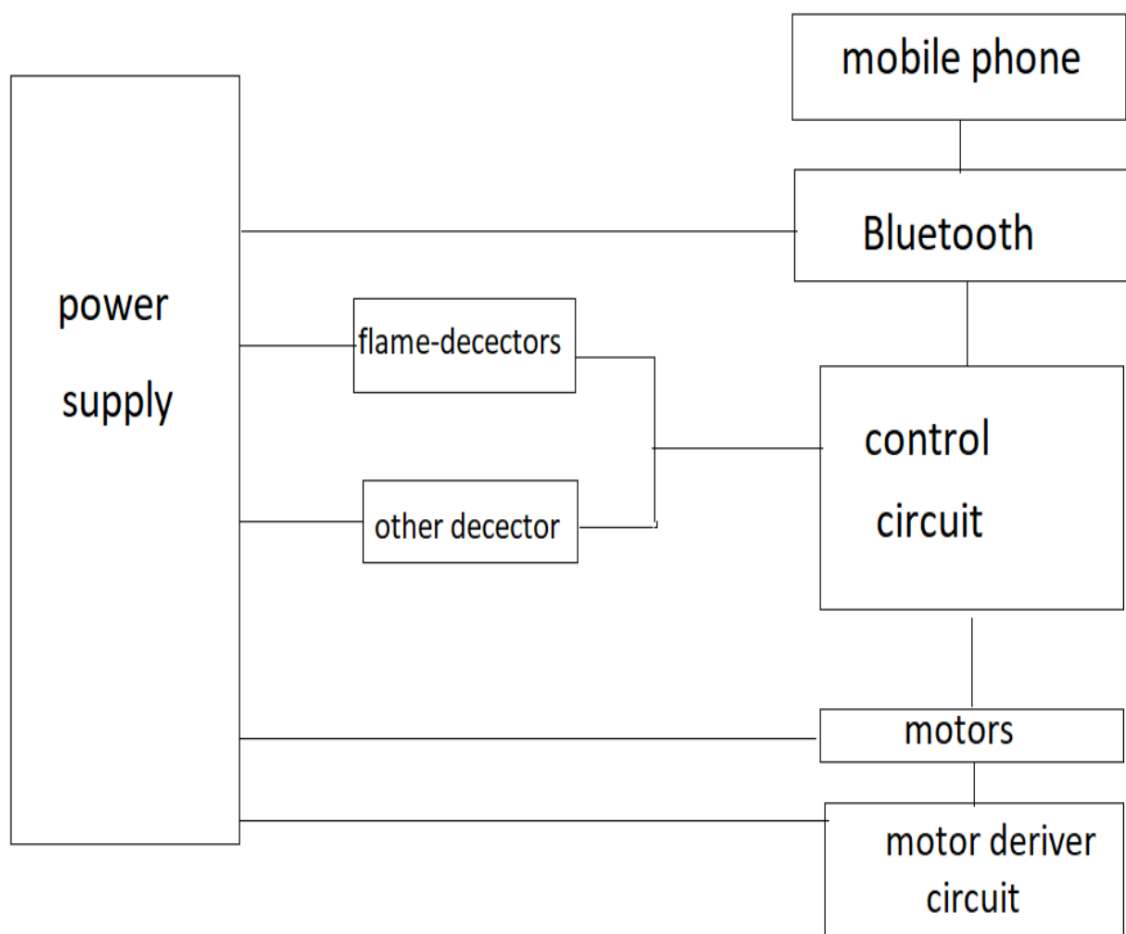 mobile phone
Bluetooth
power
supply
flame-decectors
control
circuit
other decector
motors
motor deriver
circuit